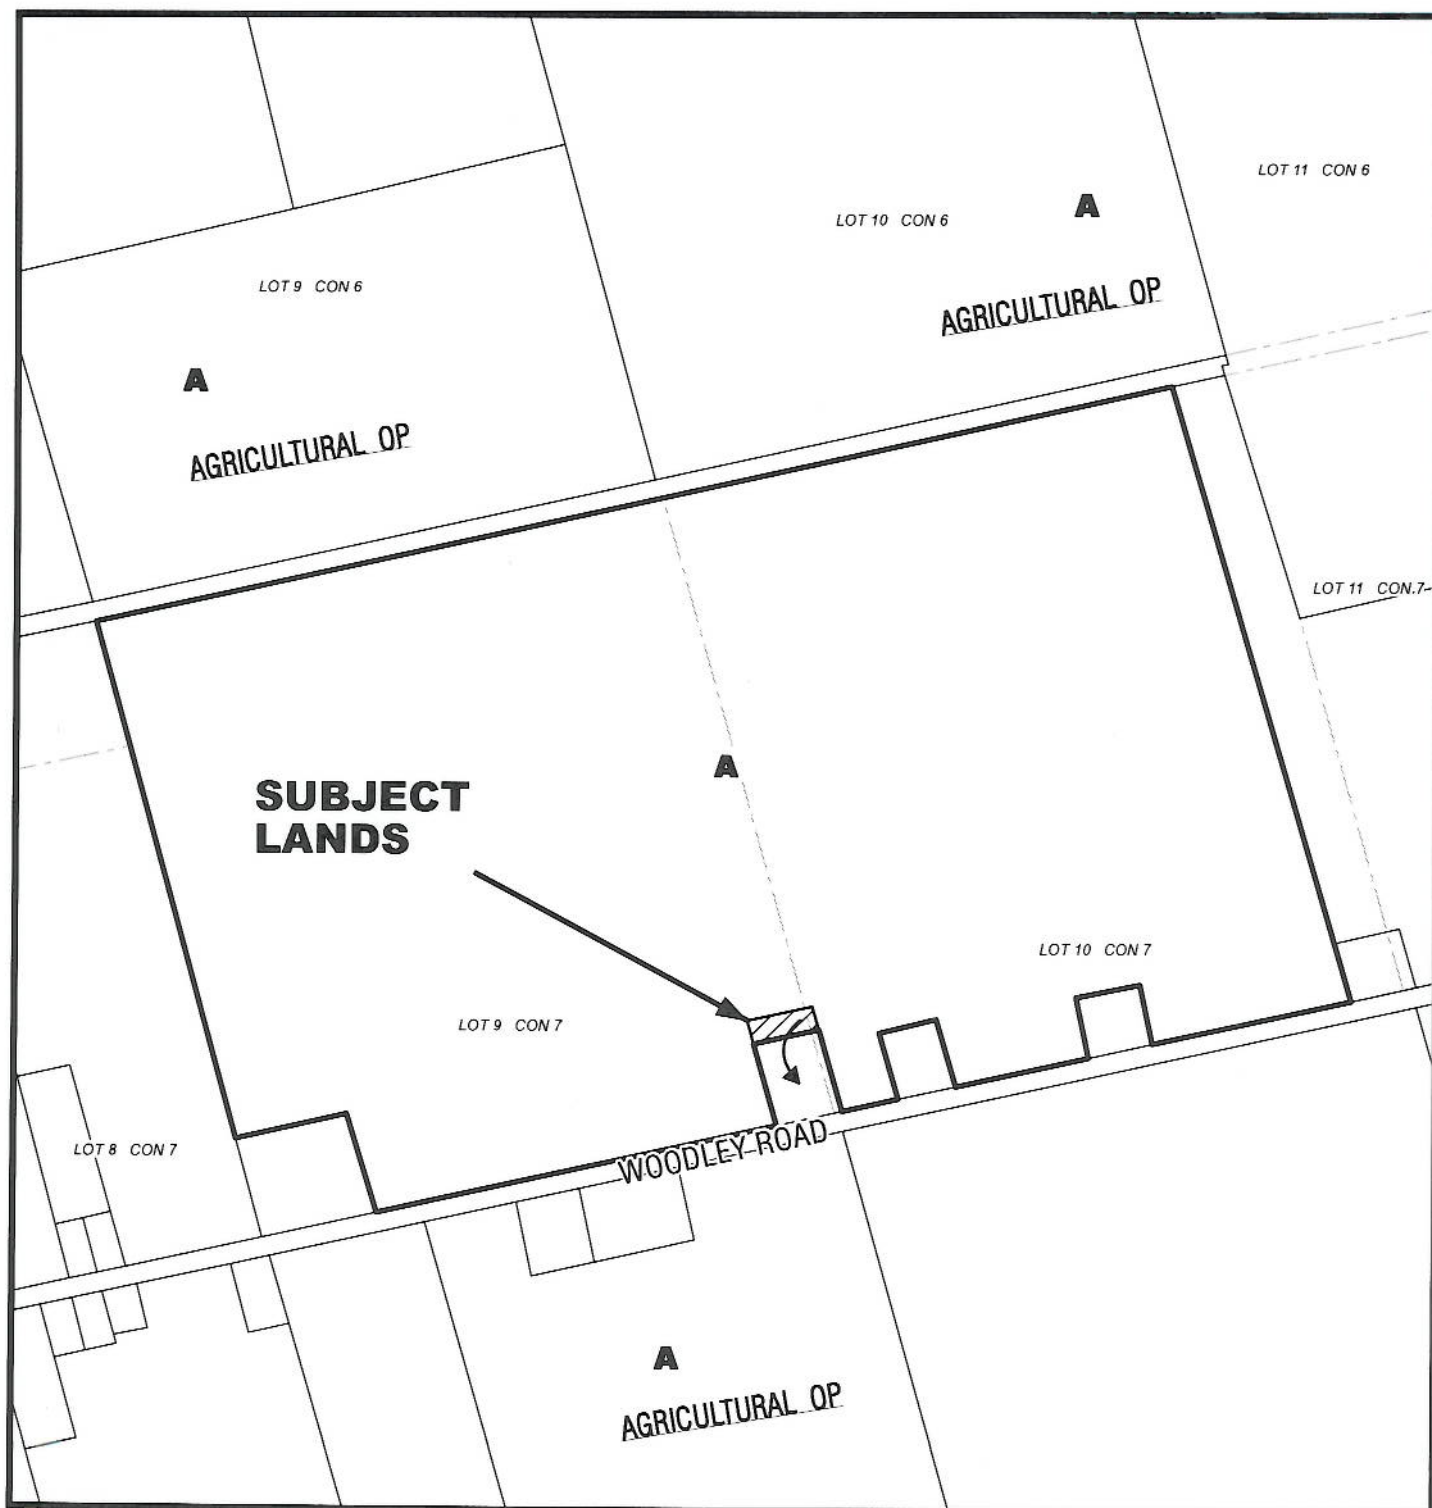 LOT 11 CON 6
A
LOT 10 CON 6
LOT 9 CON 6
AGRICULTURAL OP
A
AGRICULTURAL OP
LOT 11 CON 7
A
SUBJECT
LANDS
LOT 10 CON 7
LOT 9 CON 7
LOT 8 CON 7
WOODLEY ROAD
A
AGRICULTURAL OP